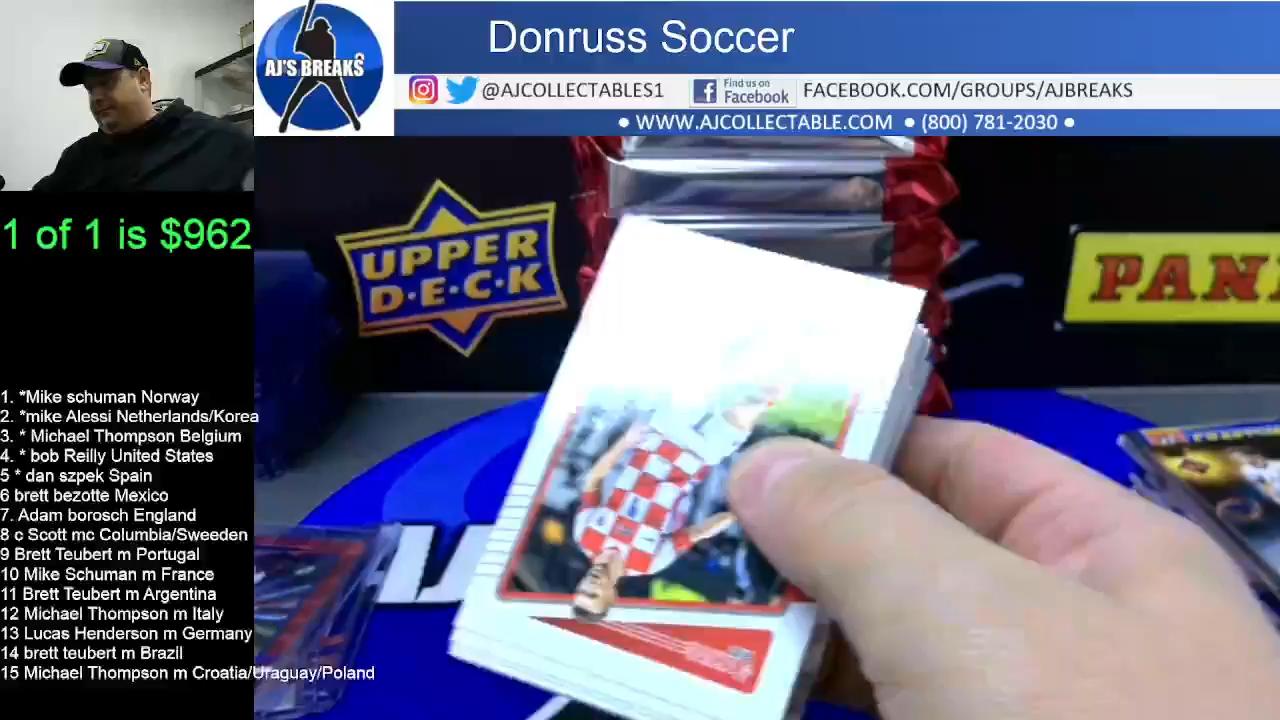 Donruss Soccer
AJ'S BREAKS
@AJCOLLECTABLES1
Find us on
Facebook
FACEBOOK.COM/GROUPS/AJBREAKS
● WWW.AJCOLLECTABLE.COM ● (800) 781-2030 ●
1 of 1 is $962
UPPER
D·E·C·K
PANI
1. *Mike schuman Norway
2. *mike Alessi Netherlands/Korea
3. * Michael Thompson Belgium
4. * bob Reilly United States
5 * dan szpek Spain
6 brett bezotte Mexico
7. Adam borosch England
8 c Scott mc Columbia/Sweeden
9 Brett Teubert m Portugal
10 Mike Schuman m France
11 Brett Teubert m Argentina
12 Michael Thompson m Italy
13 Lucas Henderson m Germany
14 brett teubert m Brazil
15 Michael Thompson m Croatia/Uraguay/Poland